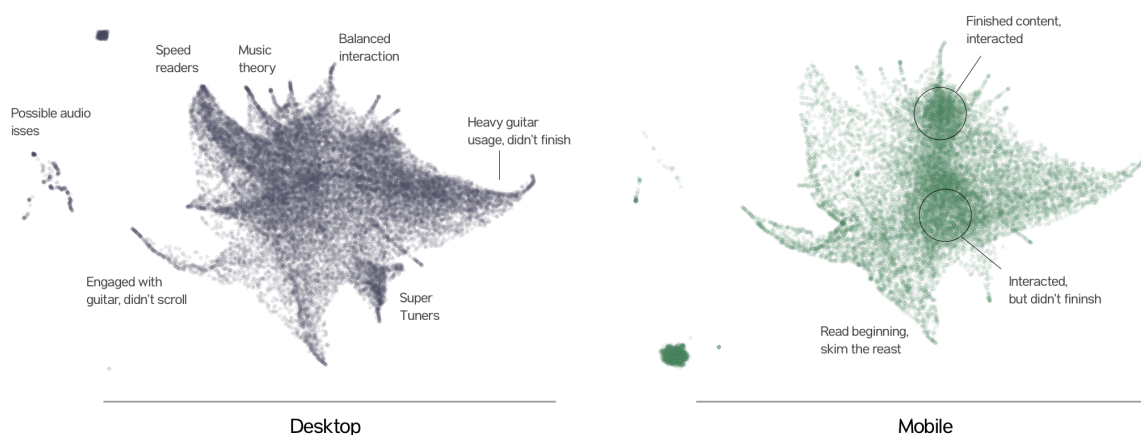 Speed
readers
Music
theory
Balanced
interaction
Possible audio
isses
Heavy guitar
usage, didn't finish
Engaged with
guitar, didn't scroll
Super
Tuners
Desktop
Finished content,
interacted
Interacted,
but didn't fininsh
Read beginning,
skim the reast
Mobile